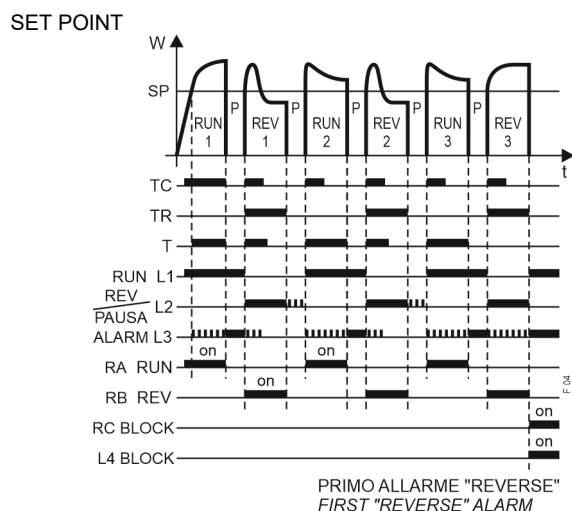 SET POINT
W
SP
P P P P P
RUN 1 REV 1 RUN 2 REV 2 RUN 3 REV 3
t
TC
TR
T
RUN L1
REV
PAUSA L2
ALARM L3
on on
RA RUN
on
RB REV
F 04
on
RC BLOCK
on
L4 BLOCK
PRIMO ALLARME "REVERSE"
FIRST "REVERSE" ALARM